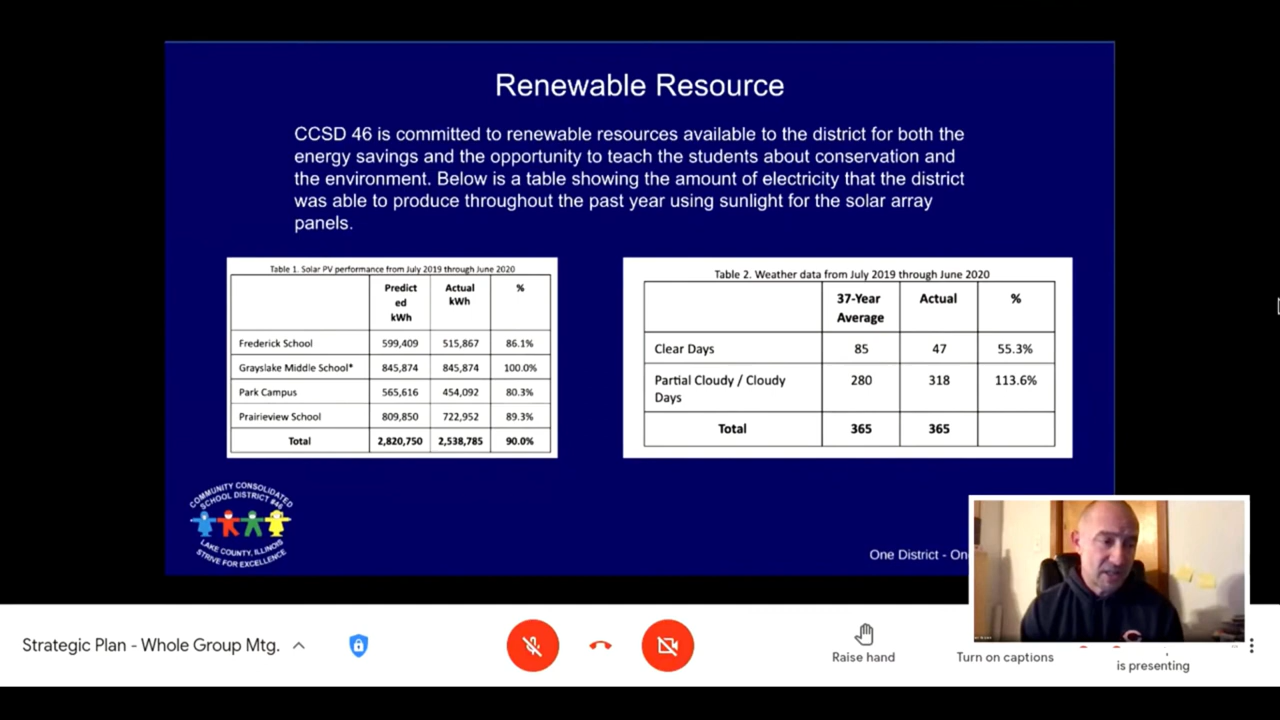 Renewable Resource
CCSD 46 is committed to renewable resources available to the district for both the
energy savings and the opportunity to teach the students about conservation and
the environment. Below is a table showing the amount of electricity that the district
was able to produce throughout the past year using sunlight for the solar array
panels.
Table 1. Solar PV performance from July 2019 through June 2020
Predict
ed
kWh
Actual
kWh
%
Frederick School 599,409 515,867 86.1%
Grayslake Middle School* 845,874 845,874 100.0%
Park Campus 565,616 454,092 80.3%
Prairieview School 809,850 722,952 89.3%
Total 2,820,750 2,538,785 90.0%
Table 2. Weather data from July 2019 through June 2020
37-Year
Average
Actual
%
Clear Days 85 47 55.3%
Partial Cloudy / Cloudy
Days
280 318 113.6%
Total 365 365
COMMUNITY CONSOLIDATED
SCHOOL DISTRICT #46
LAKE COUNTY, ILLINOIS
STRIVE FOR EXCELLENCE
One District -
Strategic Plan - Whole Group Mtg.
Raise hand
Turn on captions
is presenting